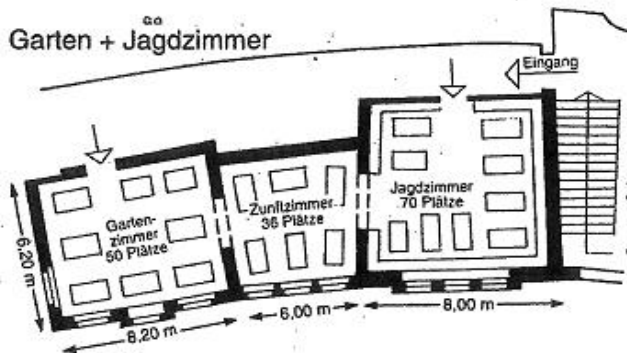 Garten + Jagdzimmer
Eingang
Garten-
zimmer
50 Plätze
Zunftzimmer
36 Plätze
Jagdzimmer
70 Plätze
6,20 m
8,20 m
6,00 m
8,00 m